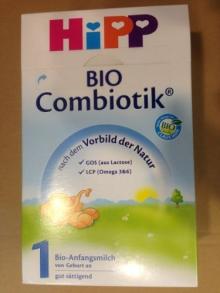 HiPP
BIO
Combiotik®
BIO
nach dem Vorbild der Natur
✓ GOS (aus Lactose)
✓ LCP (Omega 3&6)
1 Bio-Anfangsmilch
von Geburt an
gut sättigend